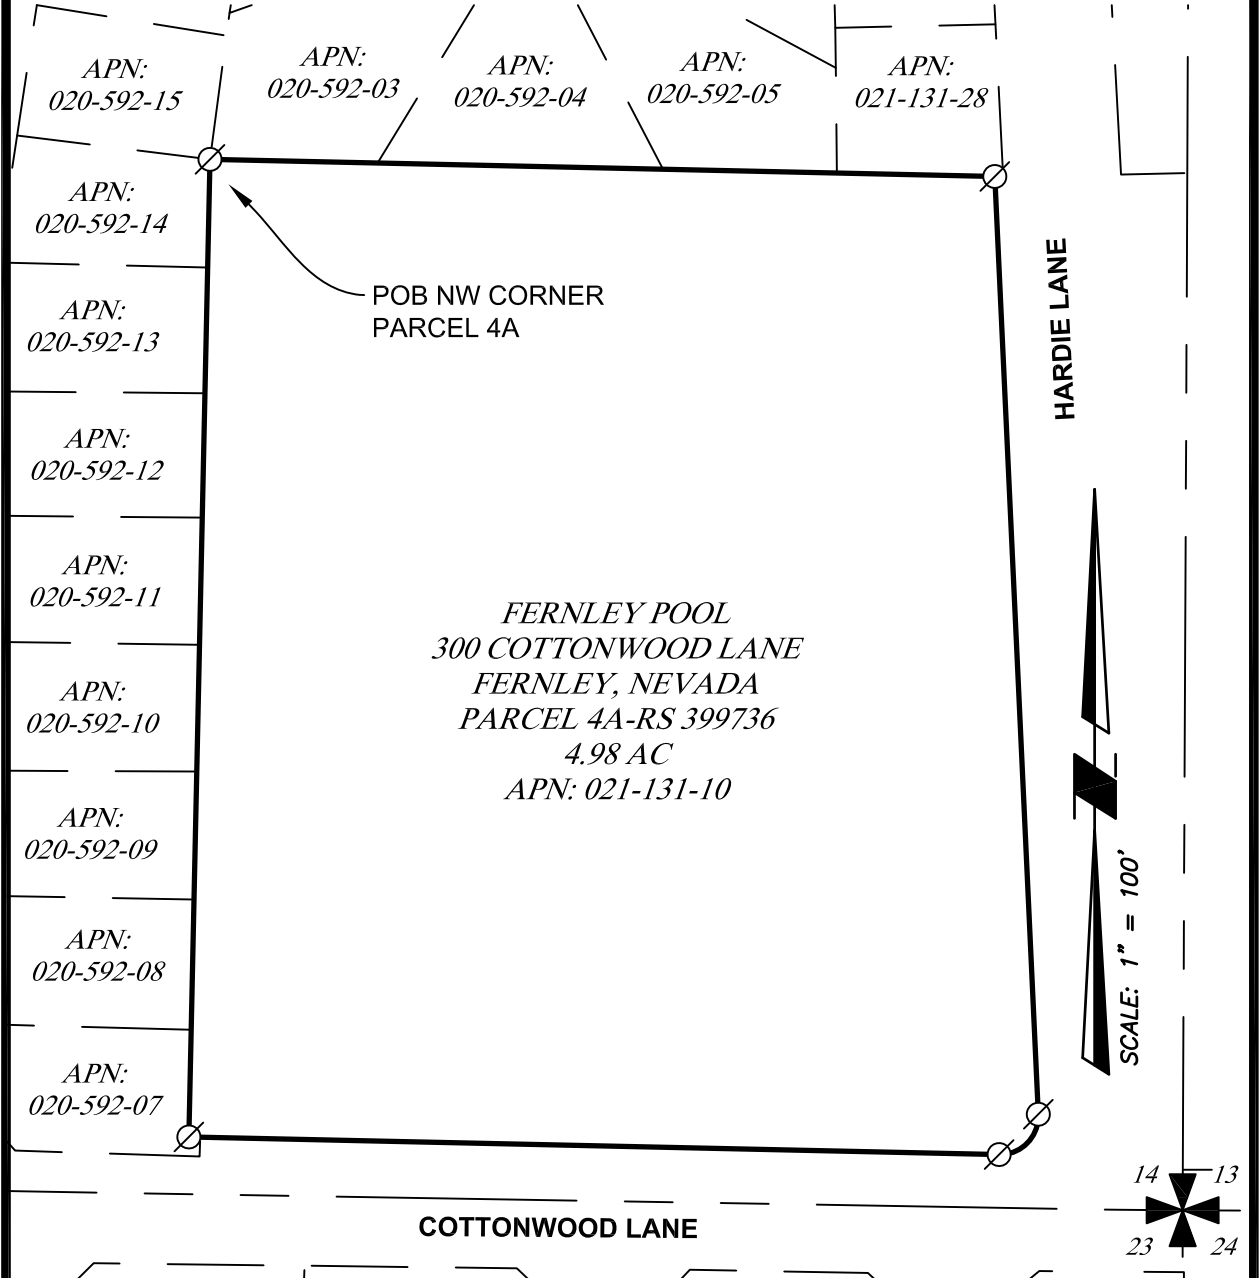 APN:
020-592-15
APN:
020-592-03
APN:
020-592-04
APN:
020-592-05
APN:
021-131-28
APN:
020-592-14
POB NW CORNER
PARCEL 4A
HARDIE LANE
APN:
020-592-13
APN:
020-592-12
APN:
020-592-11
APN:
020-592-10
APN:
020-592-09
APN:
020-592-08
APN:
020-592-07
FERNLEY POOL
300 COTTONWOOD LANE
FERNLEY, NEVADA
PARCEL 4A-RS 399736
4.98 AC
APN: 021-131-10
N
SCALE: 1" = 100'
COTTONWOOD LANE
14 13
23 24